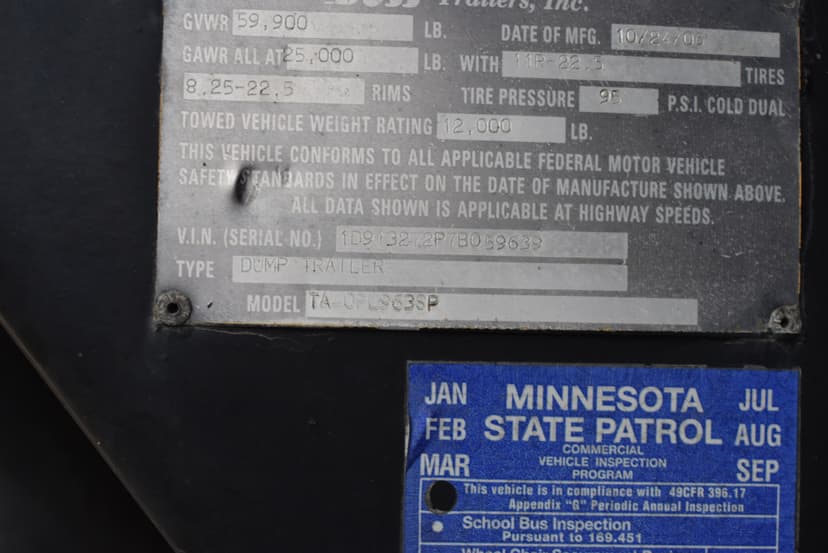 Trailers, Inc.
GVWR 59,900 LB. DATE OF MFG. 10/24/06
GAWR ALL AT 25,000 LB. WITH 11R-22.5 TIRES
8.25-22.5 RIMS TIRE PRESSURE 95 P.S.I. COLD DUAL
TOWED VEHICLE WEIGHT RATING 12,000 LB.
THIS VEHICLE CONFORMS TO ALL APPLICABLE FEDERAL MOTOR VEHICLE
SAFETY STANDARDS IN EFFECT ON THE DATE OF MANUFACTURE SHOWN ABOVE.
ALL DATA SHOWN IS APPLICABLE AT HIGHWAY SPEEDS.
V.I.N. (SERIAL NO.)
TYPE DUMP TRAILER
MODEL
JAN MINNESOTA JUL
FEB STATE PATROL AUG
COMMERCIAL
MAR VEHICLE INSPECTION SEP
PROGRAM
This vehicle is in compliance with 49CFR 396.17
Appendix "G" Periodic Annual Inspection
School Bus Inspection
Pursuant to 169.451